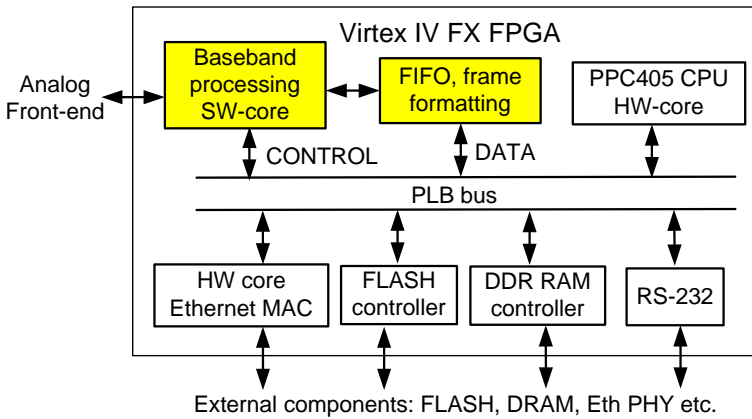 Virtex IV FX FPGA
Analog
Front-end
Baseband
processing
SW-core
FIFO, frame
formatting
PPC405 CPU
HW-core
CONTROL
DATA
PLB bus
HW core
Ethernet MAC
FLASH
controller
DDR RAM
controller
RS-232
External components: FLASH, DRAM, Eth PHY etc.